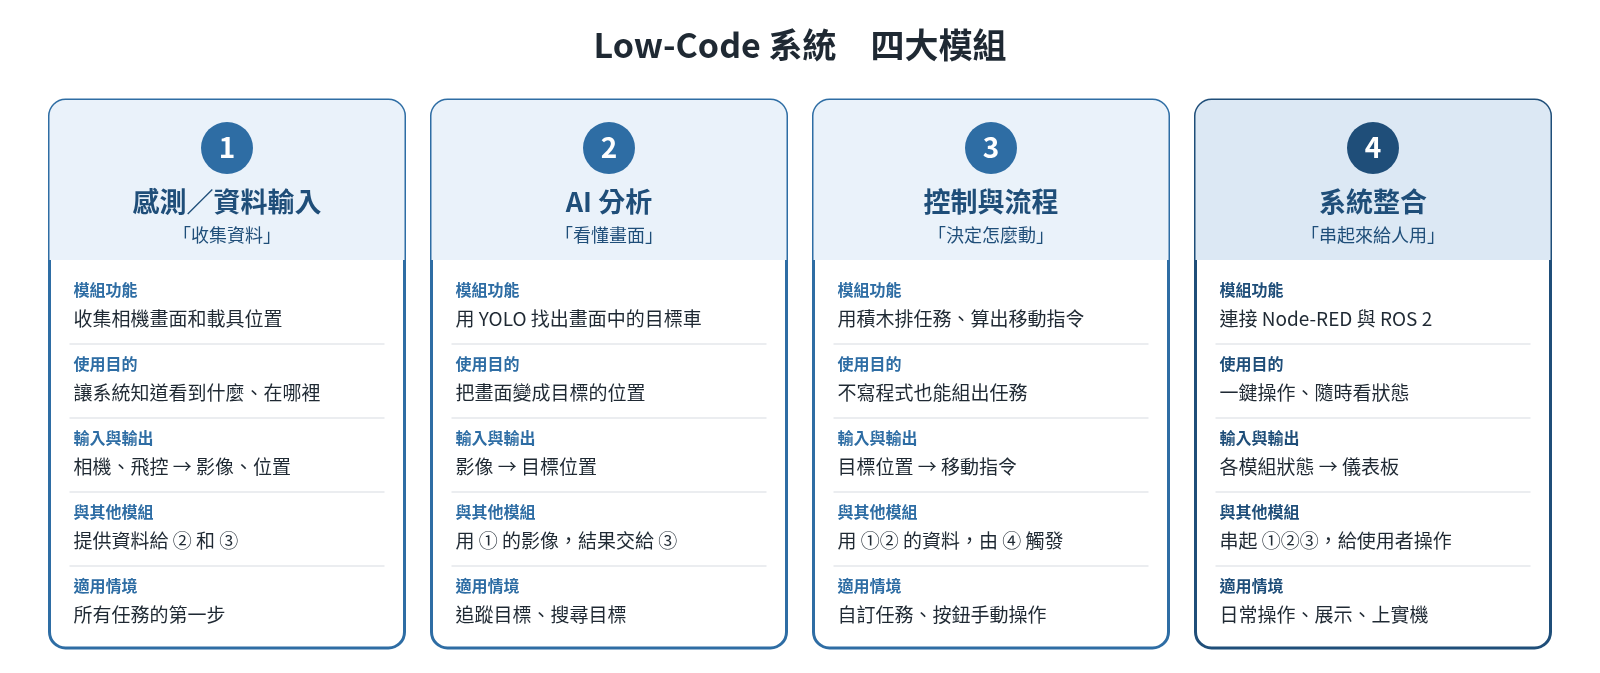 Low-Code 系統　四大模組
1
感測／資料輸入
「收集資料」
模組功能
收集相機畫面和載具位置
使用目的
讓系統知道看到什麼、在哪裡
輸入與輸出
相機、飛控 → 影像、位置
與其他模組
提供資料給 ② 和 ③
適用情境
所有任務的第一步
2
AI 分析
「看懂畫面」
模組功能
用 YOLO 找出畫面中的目標車
使用目的
把畫面變成目標的位置
輸入與輸出
影像 → 目標位置
與其他模組
用 ① 的影像，結果交給 ③
適用情境
追蹤目標、搜尋目標
3
控制與流程
「決定怎麼動」
模組功能
用積木排任務、算出移動指令
使用目的
不寫程式也能組出任務
輸入與輸出
目標位置 → 移動指令
與其他模組
用 ①② 的資料，由 ④ 觸發
適用情境
自訂任務、按鈕手動操作
4
系統整合
「串起來給人用」
模組功能
連接 Node-RED 與 ROS 2
使用目的
一鍵操作、隨時看狀態
輸入與輸出
各模組狀態 → 儀表板
與其他模組
串起 ①②③，給使用者操作
適用情境
日常操作、展示、上實機